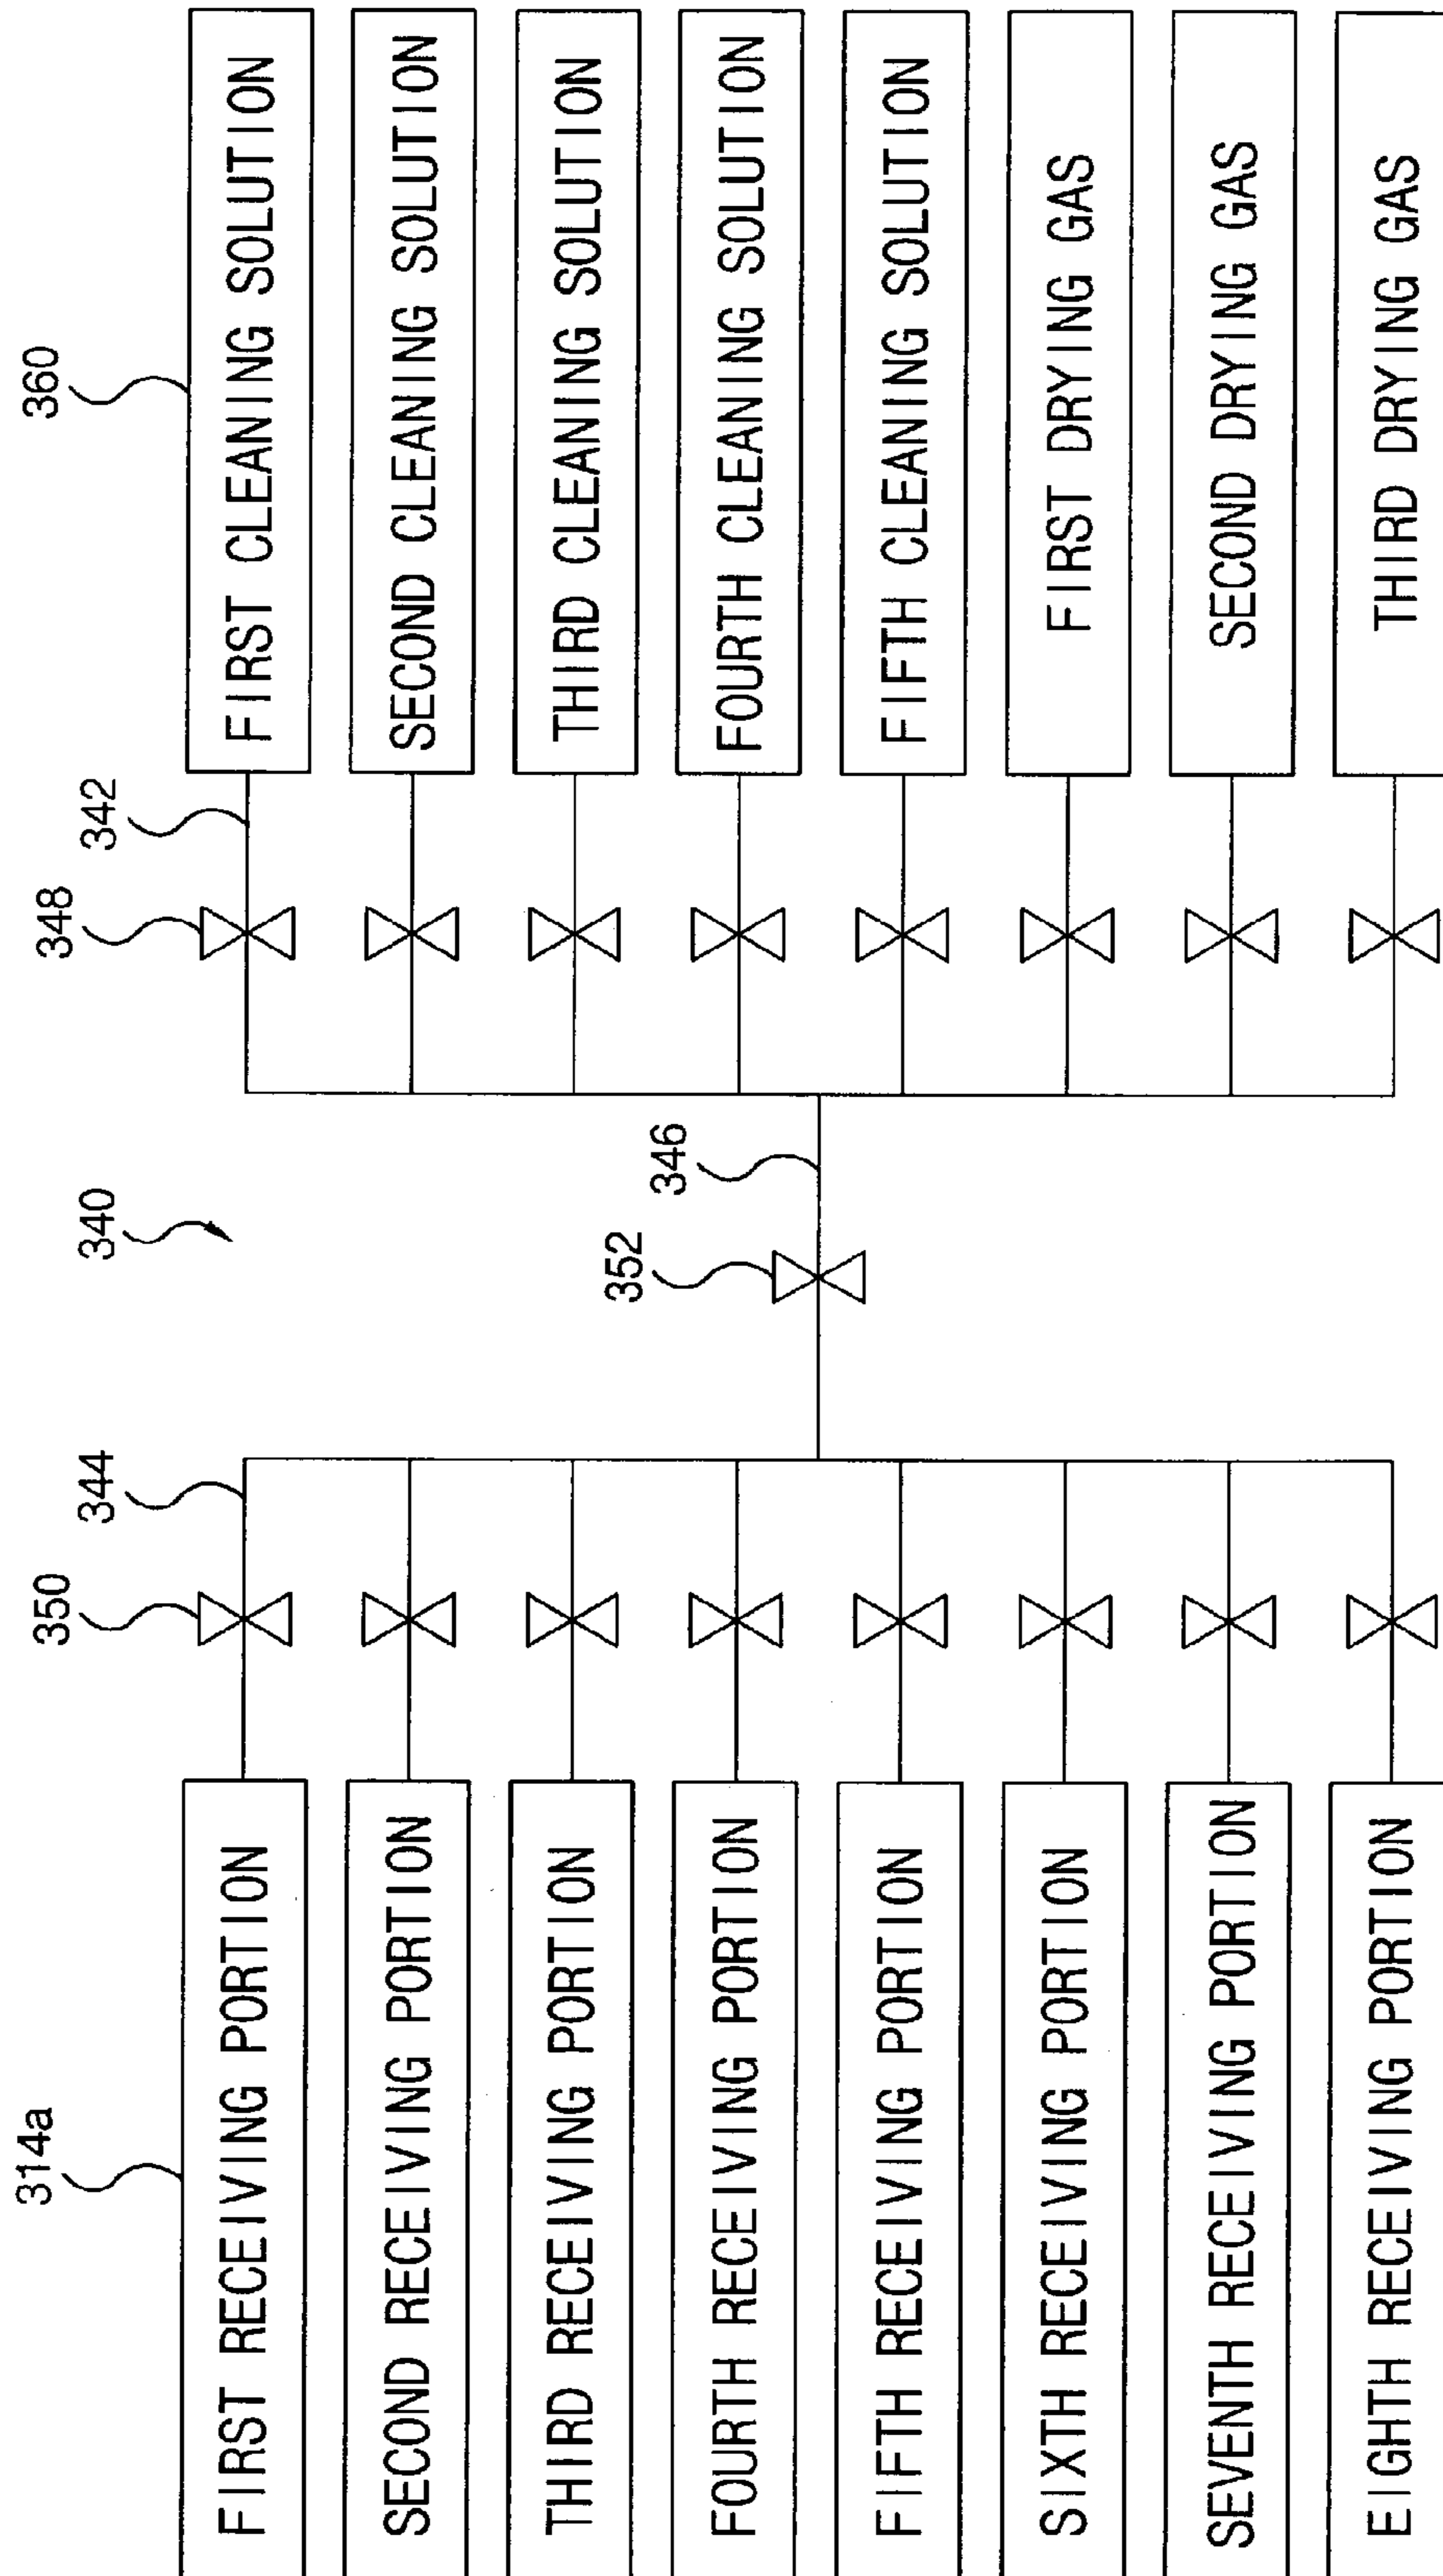 314a
350
344
340
352
346
348
342
360
FIRST RECEIVING PORTION
SECOND RECEIVING PORTION
THIRD RECEIVING PORTION
FOURTH RECEIVING PORTION
FIFTH RECEIVING PORTION
SIXTH RECEIVING PORTION
SEVENTH RECEIVING PORTION
EIGHTH RECEIVING PORTION
FIRST CLEANING SOLUTION
SECOND CLEANING SOLUTION
THIRD CLEANING SOLUTION
FOURTH CLEANING SOLUTION
FIFTH CLEANING SOLUTION
FIRST DRYING GAS
SECOND DRYING GAS
THIRD DRYING GAS